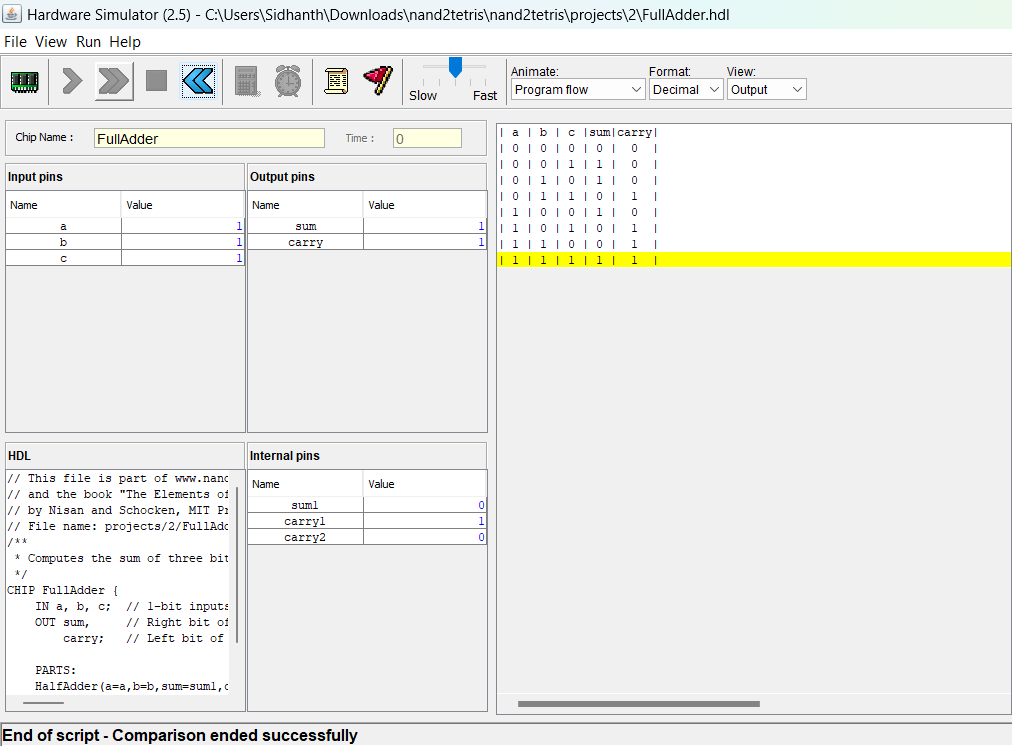 Hardware Simulator (2.5) - C:\Users\Sidhanth\Downloads\nand2tetris\nand2tetris\projects\2\FullAdder.hdl
File View Run Help
Slow Fast
Animate: Format: View:
Program flow Decimal Output
Chip Name : FullAdder Time : 0
Input pins
Name Value
a 1
b 1
c 1
Output pins
Name Value
sum 1
carry 1
HDL
// This file is part of www.nand
// and the book "The Elements of
// by Nisan and Schocken, MIT Pr
// File name: projects/2/FullAdd
/**
 * Computes the sum of three bit
 */
CHIP FullAdder {
    IN a, b, c;  // 1-bit inputs
    OUT sum,     // Right bit of
        carry;   // Left bit of

    PARTS:
    HalfAdder(a=a,b=b,sum=sum1,c
Internal pins
Name Value
sum1 0
carry1 1
carry2 0
| a | b | c |sum|carry|
| 0 | 0 | 0 | 0 |  0  |
| 0 | 0 | 1 | 1 |  0  |
| 0 | 1 | 0 | 1 |  0  |
| 0 | 1 | 1 | 0 |  1  |
| 1 | 0 | 0 | 1 |  0  |
| 1 | 0 | 1 | 0 |  1  |
| 1 | 1 | 0 | 0 |  1  |
| 1 | 1 | 1 | 1 |  1  |
End of script - Comparison ended successfully